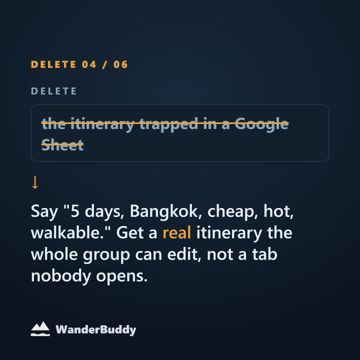 DELETE 04 / 06
DELETE
the itinerary trapped in a Google
Sheet
↓
Say "5 days, Bangkok, cheap, hot,
walkable." Get a real itinerary the
whole group can edit, not a tab
nobody opens.
WanderBuddy